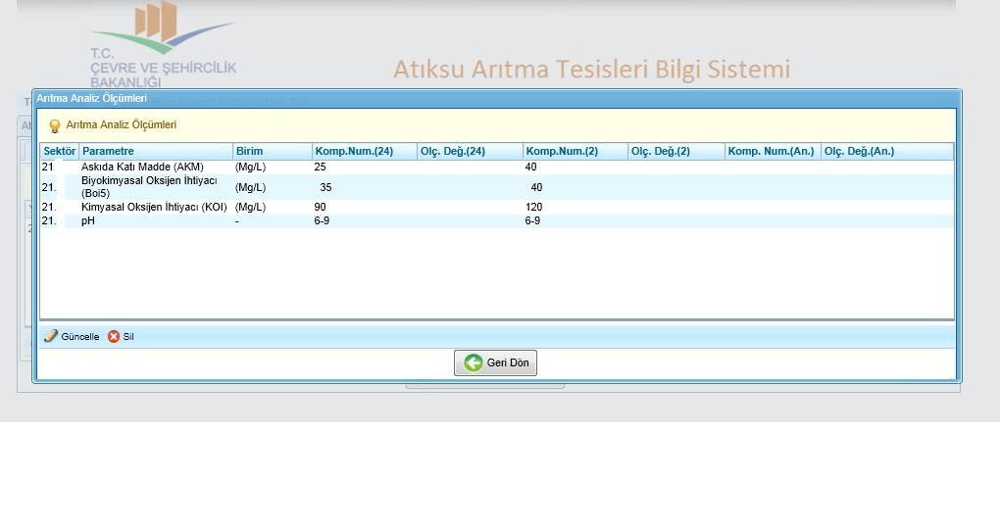 T.C.
ÇEVRE VE ŞEHİRCİLİK
BAKANLIĞI
Atıksu Arıtma Tesisleri Bilgi Sistemi
Arıtma Analiz Ölçümleri
Arıtma Analiz Ölçümleri
Sektör Parametre Birim Komp.Num.(24) Olç. Değ.(24) Komp.Num.(2) Olç. Değ.(2) Komp. Num.(An.) Olç. Değ.(An.)
21. Askıda Katı Madde (AKM) (Mg/L) 25 40
21. Biyokimyasal Oksijen İhtiyacı (Mg/L) 35 40
(Boi5)
21. Kimyasal Oksijen İhtiyacı (KOI) (Mg/L) 90 120
21. pH - 6-9 6-9
Güncelle Sil
Geri Dön